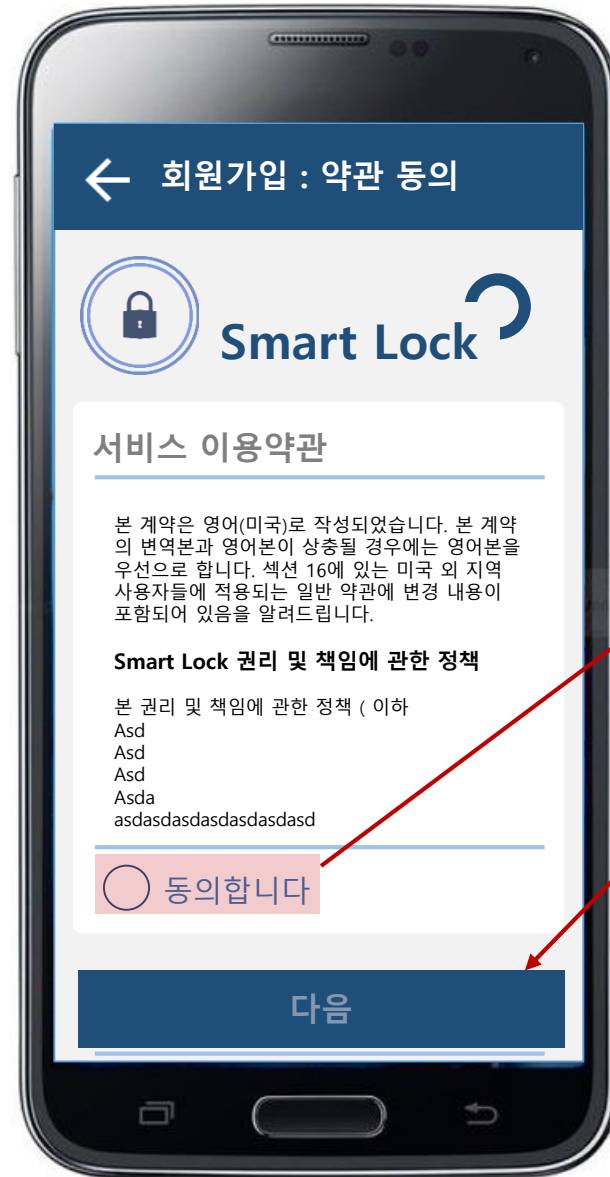 회원가입 : 약관 동의
Smart Lock
서비스 이용약관
본 계약은 영어(미국)로 작성되었습니다. 본 계약
의 변역본과 영어본이 상충될 경우에는 영어본을
우선으로 합니다. 섹션 16에 있는 미국 외 지역
사용자들에 적용되는 일반 약관에 변경 내용이
포함되어 있음을 알려드립니다.
Smart Lock 권리 및 책임에 관한 정책
본 권리 및 책임에 관한 정책 ( 이하
Asd
Asd
Asd
Asda
asdasdasdasdasdasdasd
동의합니다
다음